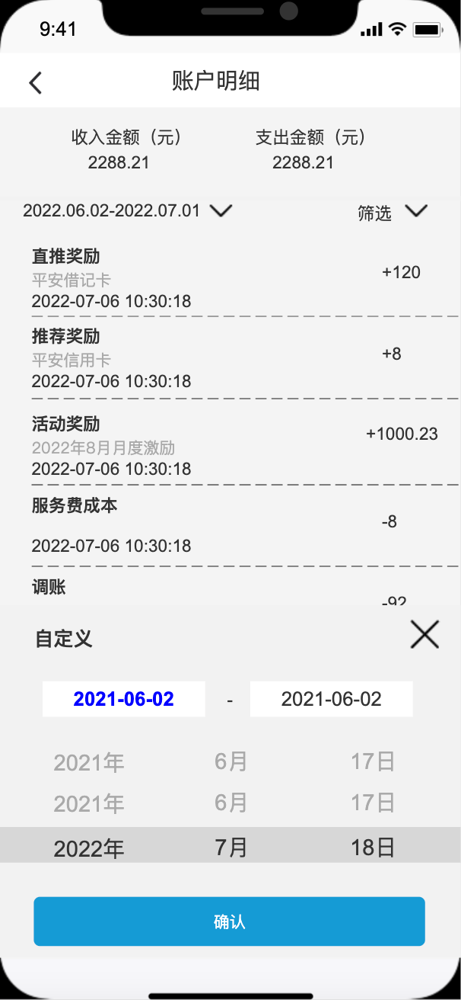 9:41
账户明细
收入金额（元） 支出金额（元）
2288.21 2288.21
2022.06.02-2022.07.01 筛选
直推奖励
平安借记卡 +120
2022-07-06 10:30:18
推荐奖励
平安信用卡 +8
2022-07-06 10:30:18
活动奖励
2022年8月月度激励 +1000.23
2022-07-06 10:30:18
服务费成本
-8
2022-07-06 10:30:18
调账
-92
自定义
2021-06-02 - 2021-06-02
2021年 6月 17日
2021年 6月 17日
2022年 7月 18日
确认